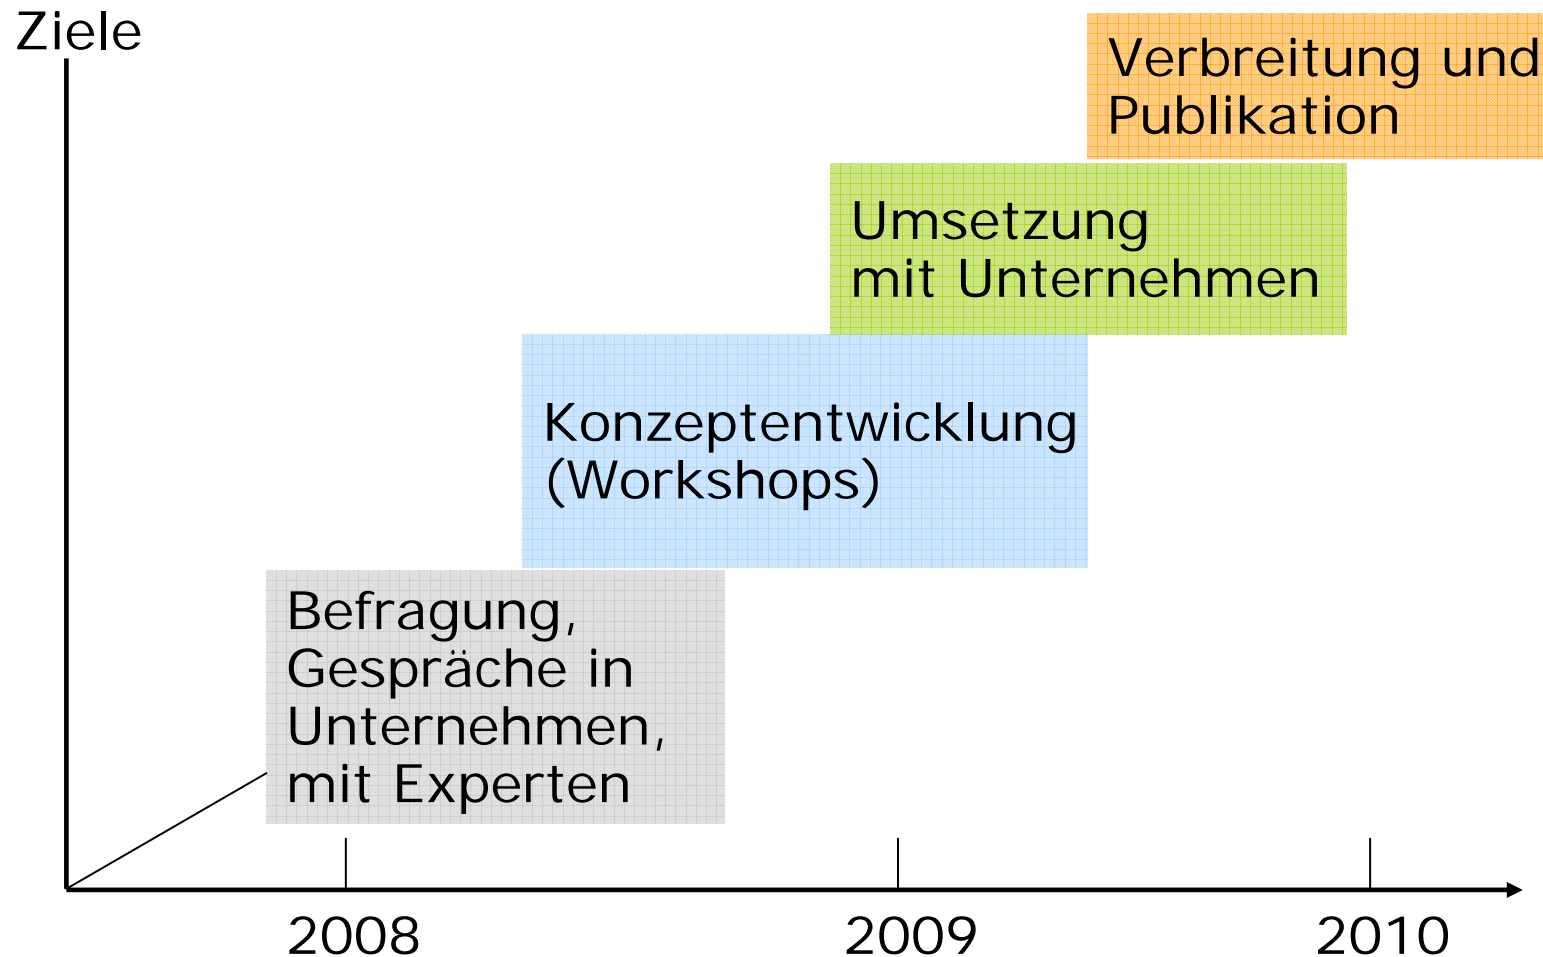 Ziele
Verbreitung und
Publikation
Umsetzung
mit Unternehmen
Konzeptentwicklung
(Workshops)
Befragung,
Gespräche in
Unternehmen,
mit Experten
2008
2009
2010